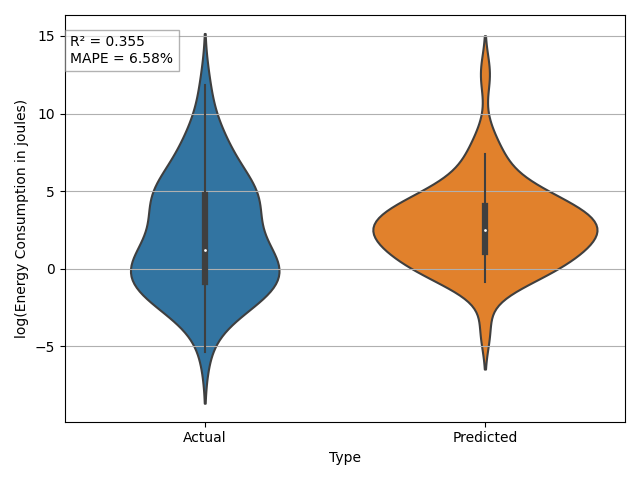 R² = 0.355
MAPE = 6.58%
15
10
5
0
−5
log(Energy Consumption in joules)
Actual
Predicted
Type